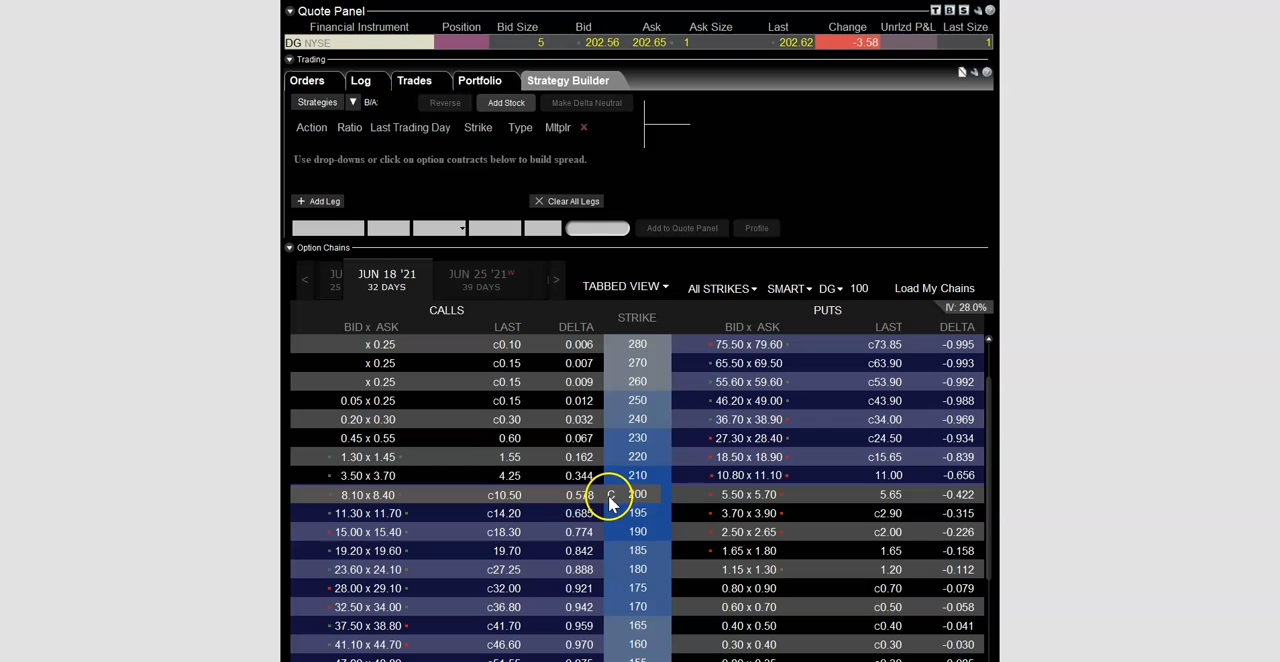 Quote Panel T B S
Financial Instrument Position Bid Size Bid Ask Ask Size Last Change Unrlzd P&L Last Size
DG NYSE 5 202.56 202.65 1 202.62 -3.58 1
Trading
Orders Log Trades Portfolio Strategy Builder
Strategies B/A: Reverse Add Stock Make Delta Neutral
Action Ratio Last Trading Day Strike Type Mltplr x
Use drop-downs or click on option contracts below to build spread.
+ Add Leg X Clear All Legs
Add to Quote Panel Profile
Option Chains
< JU JUN 18 '21 JUN 25 '21W > TABBED VIEW All STRIKES SMART DG 100 Load My Chains
25 32 DAYS 39 DAYS
CALLS STRIKE PUTS IV: 28.0%
BID x ASK LAST DELTA BID x ASK LAST DELTA
x 0.25 c0.10 0.006 280 75.50 x 79.60 c73.85 -0.995
x 0.25 c0.15 0.007 270 65.50 x 69.50 c63.90 -0.993
x 0.25 c0.15 0.009 260 55.60 x 59.60 c53.90 -0.992
0.05 x 0.25 c0.15 0.012 250 46.20 x 49.00 c43.90 -0.988
0.20 x 0.30 c0.30 0.032 240 36.70 x 38.90 c34.00 -0.969
0.45 x 0.55 0.60 0.067 230 27.30 x 28.40 c24.50 -0.934
1.30 x 1.45 1.55 0.162 220 18.50 x 18.90 c15.65 -0.839
3.50 x 3.70 4.25 0.344 210 10.80 x 11.10 11.00 -0.656
8.10 x 8.40 c10.50 0.578 C 200 5.50 x 5.70 5.65 -0.422
11.30 x 11.70 c14.20 0.685 195 3.70 x 3.90 c2.90 -0.315
15.00 x 15.40 c18.30 0.774 190 2.50 x 2.65 c2.00 -0.226
19.20 x 19.60 19.70 0.842 185 1.65 x 1.80 1.65 -0.158
23.60 x 24.10 c27.25 0.888 180 1.15 x 1.30 1.20 -0.112
28.00 x 29.10 c32.00 0.921 175 0.80 x 0.90 c0.70 -0.079
32.50 x 34.00 c36.80 0.942 170 0.60 x 0.70 c0.50 -0.058
37.50 x 38.80 c41.70 0.959 165 0.40 x 0.50 c0.40 -0.041
41.10 x 44.70 c46.60 0.970 160 0.30 x 0.40 c0.30 -0.030